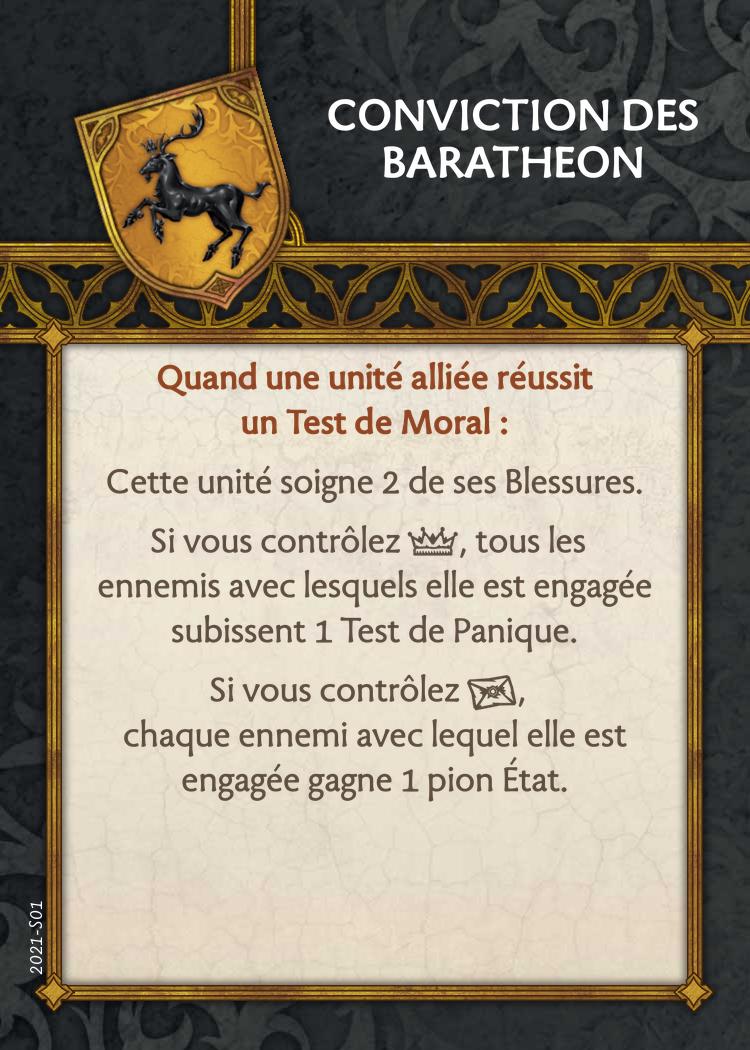 CONVICTION DES
BARATHEON
Quand une unité alliée réussit
un Test de Moral :
Cette unité soigne 2 de ses Blessures.
Si vous contrôlez , tous les
ennemis avec lesquels elle est engagée
subissent 1 Test de Panique.
Si vous contrôlez ,
chaque ennemi avec lequel elle est
engagée gagne 1 pion État.
2021-S01